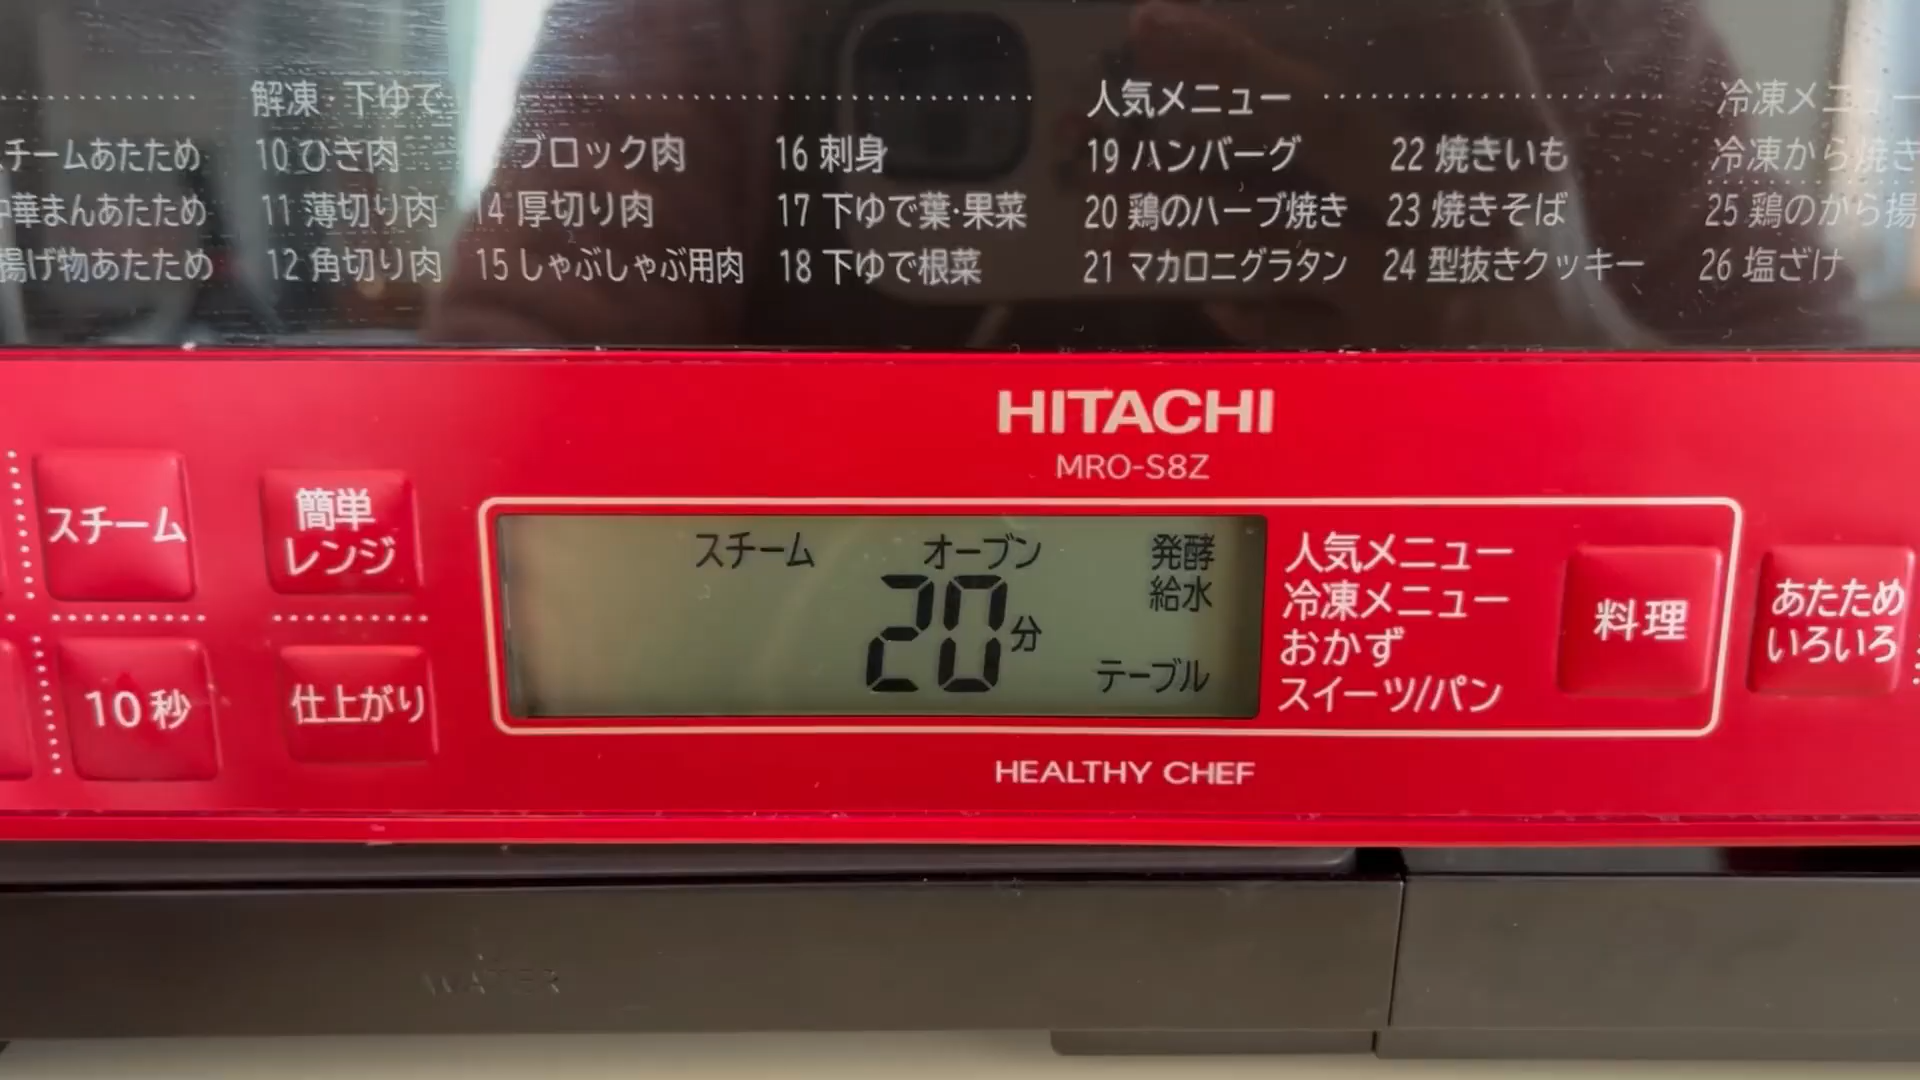 解凍・下ゆで
人気メニュー
冷凍メニュー
スチームあたため
10 ひき肉
ブロック肉
16 刺身
19 ハンバーグ
22 焼きいも
冷凍から焼き
中華まんあたため
11 薄切り肉
14 厚切り肉
17 下ゆで葉・果菜
20 鶏のハーブ焼き
23 焼きそば
25 鶏のから揚
揚げ物あたため
12 角切り肉
15 しゃぶしゃぶ用肉
18 下ゆで根菜
21 マカロニグラタン
24 型抜きクッキー
26 塩ざけ
HITACHI
MRO-S8Z
スチーム
簡単
レンジ
10秒
仕上がり
スチーム オーブン 発酵
給水
20分
テーブル
人気メニュー
冷凍メニュー
おかず
スイーツ/パン
料理
あたため
いろいろ
HEALTHY CHEF
WATER